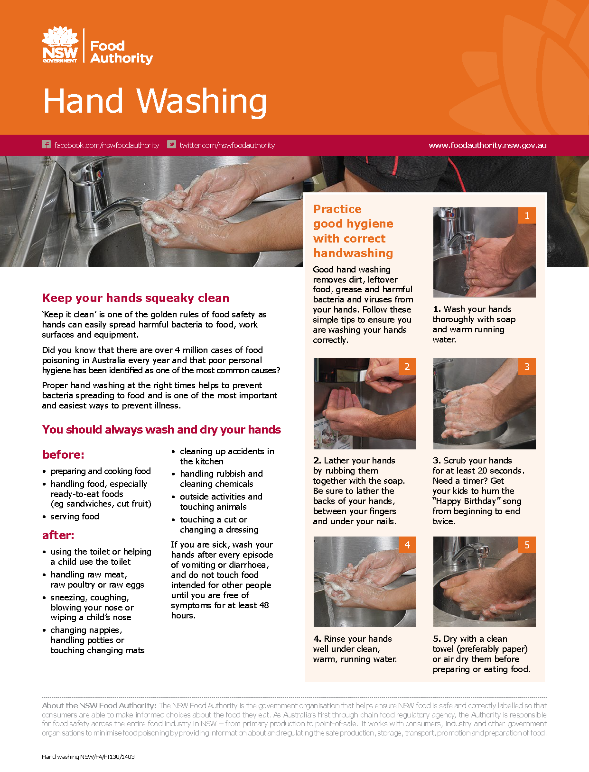 NSW
GOVERNMENT
Food
Authority
Hand Washing
facebook.com/nswfoodauthority
twitter.com/nswfoodauthority
www.foodauthority.nsw.gov.au
Keep your hands squeaky clean
‘Keep it clean’ is one of the golden rules of food safety as
hands can easily spread harmful bacteria to food, work
surfaces and equipment.
Did you know that there are over 4 million cases of food
poisoning in Australia every year and that poor personal
hygiene has been identified as one of the most common causes?
Proper hand washing at the right times helps to prevent
bacteria spreading to food and is one of the most important
and easiest ways to prevent illness.
You should always wash and dry your hands
before:
• preparing and cooking food
• handling food, especially
ready-to-eat foods
(eg sandwiches, cut fruit)
• serving food
after:
• using the toilet or helping
a child use the toilet
• handling raw meat,
raw poultry or raw eggs
• sneezing, coughing,
blowing your nose or
wiping a child’s nose
• changing nappies,
handling potties or
touching changing mats
• cleaning up accidents in
the kitchen
• handling rubbish and
cleaning chemicals
• outside activities and
touching animals
• touching a cut or
changing a dressing
If you are sick, wash your
hands after every episode
of vomiting or diarrhoea,
and do not touch food
intended for other people
until you are free of
symptoms for at least 48
hours.
Practice
good hygiene
with correct
handwashing
Good hand washing
removes dirt, leftover
food, grease and harmful
bacteria and viruses from
your hands. Follow these
simple tips to ensure you
are washing your hands
correctly.
1
1. Wash your hands
thoroughly with soap
and warm running
water.
2
2. Lather your hands
by rubbing them
together with the soap.
Be sure to lather the
backs of your hands,
between your fingers
and under your nails.
3
3. Scrub your hands
for at least 20 seconds.
Need a timer? Get
your kids to hum the
“Happy Birthday” song
from beginning to end
twice.
4
4. Rinse your hands
well under clean,
warm, running water.
5
5. Dry with a clean
towel (preferably paper)
or air dry them before
preparing or eating food.
About the NSW Food Authority: The NSW Food Authority is the government organisation that helps ensure NSW food is safe and correctly labelled so that
consumers are able to make informed choices about the food they eat. As Australia's first through chain food regulatory agency, the Authority is responsible
for food safety across the entire food industry in NSW – from primary production to point-of-sale. It works with consumers, industry and other government
organisations to minimise food poisoning by providing information about and regulating the safe production, storage, transport, promotion and preparation of food.
Hand washing